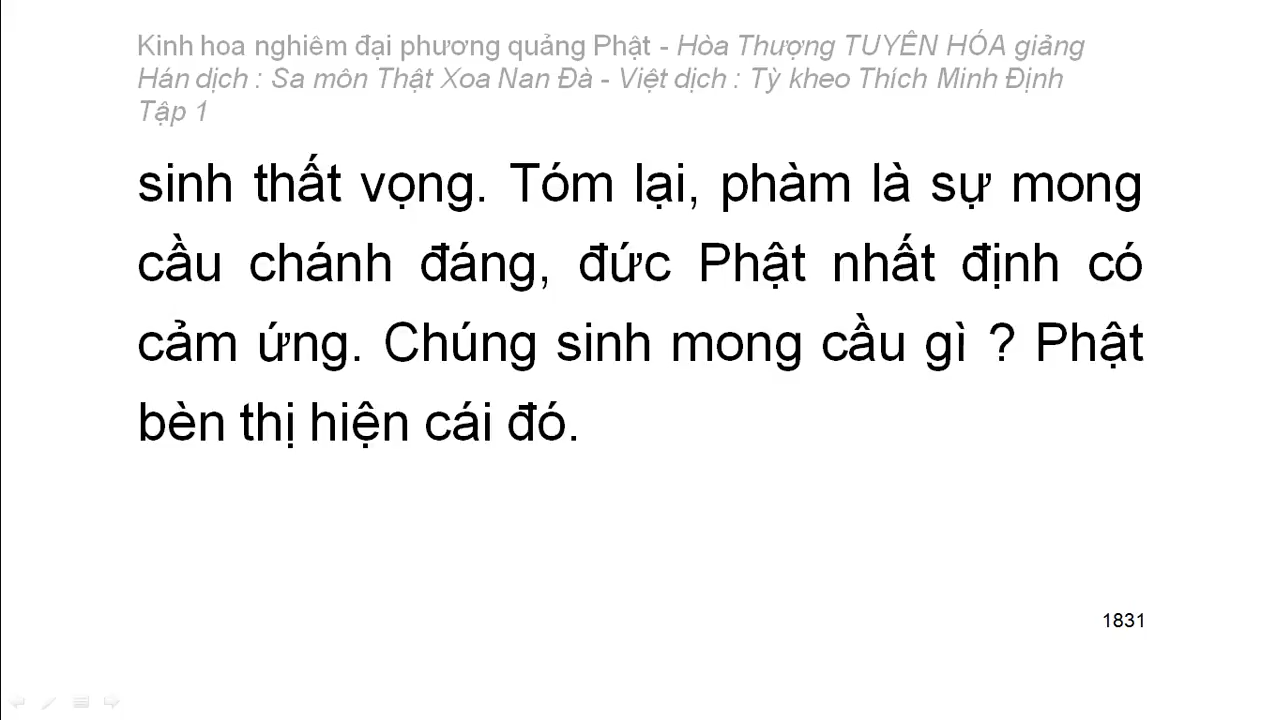 Kinh hoa nghiêm đại phương quảng Phật - Hòa Thượng TUYÊN HÓA giảng
Hán dịch : Sa môn Thật Xoa Nan Đà - Việt dịch : Tỳ kheo Thích Minh Định
Tập 1
sinh thất vọng. Tóm lại, phàm là sự mong
cầu chánh đáng, đức Phật nhất định có
cảm ứng. Chúng sinh mong cầu gì ? Phật
bèn thị hiện cái đó.
1831